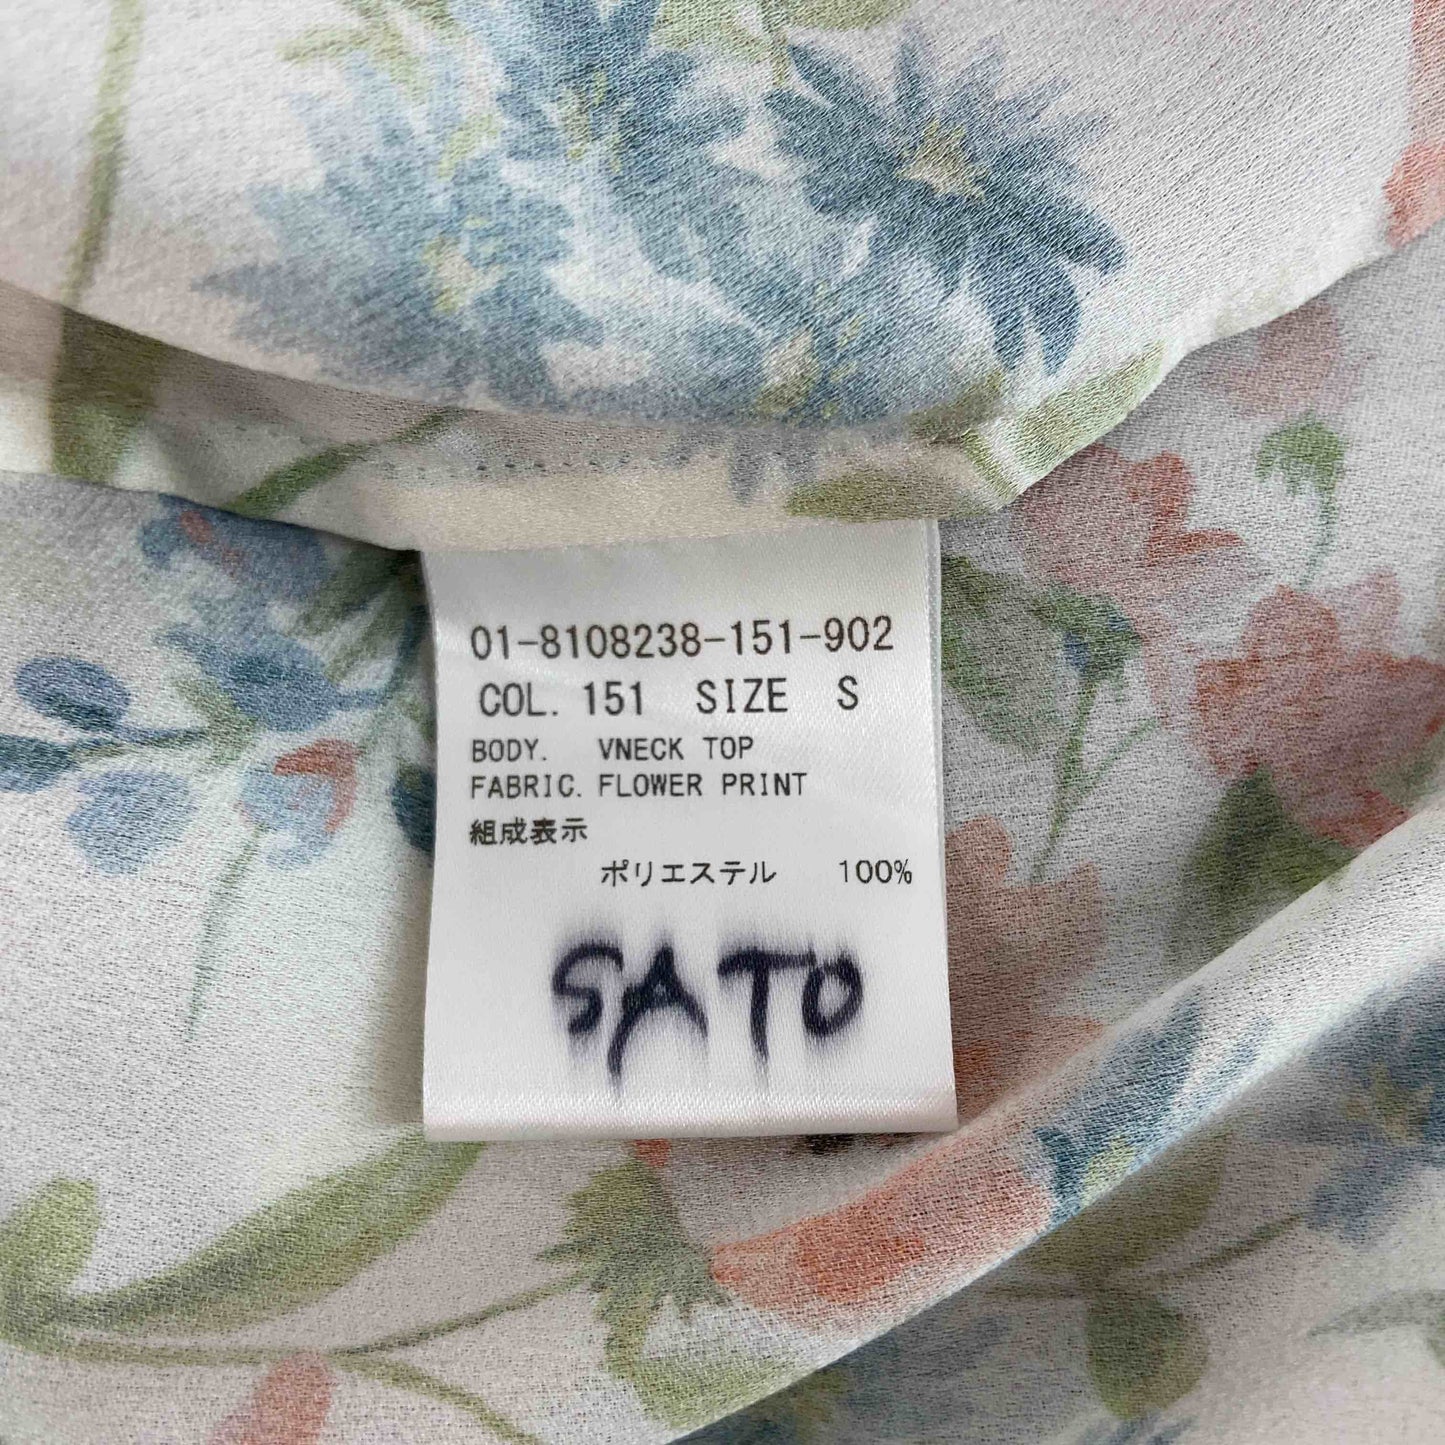 01-8108238-151-902
COL. 151 SIZE S
BODY. VNECK TOP
FABRIC. FLOWER PRINT
組成表示
ポリエステル 100%
SATO